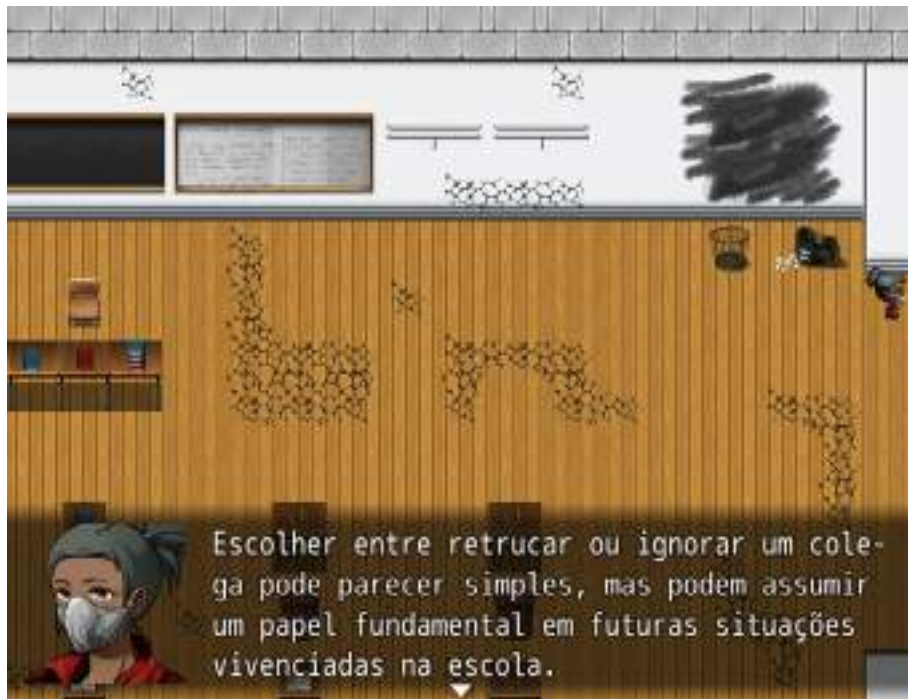 Escolher entre retrucar ou ignorar um cole-
ga pode parecer simples, mas podem assumir
um papel fundamental em futuras situações
vivenciadas na escola.